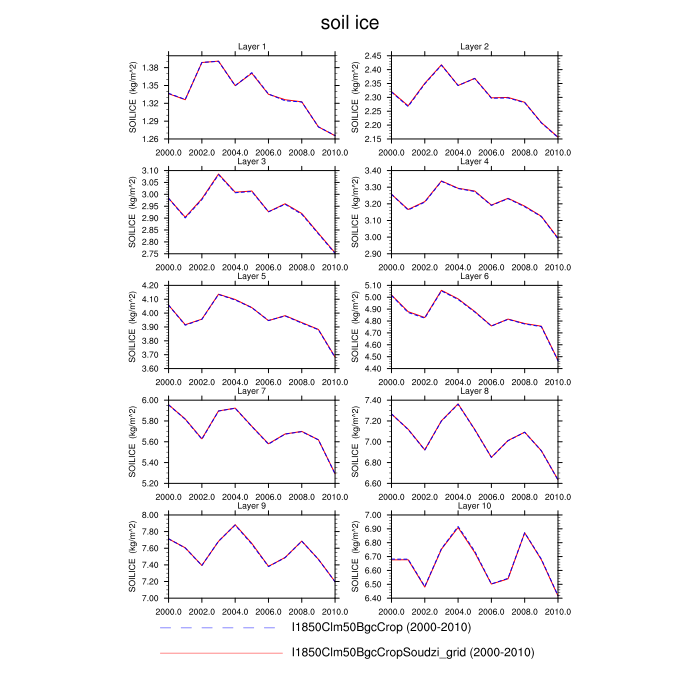 soil ice
Layer 1
SOILICE (kg/m^2)
1.38
1.35
1.32
1.29
1.26
2000.0 2002.0 2004.0 2006.0 2008.0 2010.0
Layer 2
SOILICE (kg/m^2)
2.45
2.40
2.35
2.30
2.25
2.20
2.15
2000.0 2002.0 2004.0 2006.0 2008.0 2010.0
Layer 3
SOILICE (kg/m^2)
3.10
3.05
3.00
2.95
2.90
2.85
2.80
2.75
2000.0 2002.0 2004.0 2006.0 2008.0 2010.0
Layer 4
SOILICE (kg/m^2)
3.40
3.30
3.20
3.10
3.00
2.90
2000.0 2002.0 2004.0 2006.0 2008.0 2010.0
Layer 5
SOILICE (kg/m^2)
4.20
4.10
4.00
3.90
3.80
3.70
3.60
2000.0 2002.0 2004.0 2006.0 2008.0 2010.0
Layer 6
SOILICE (kg/m^2)
5.10
5.00
4.90
4.80
4.70
4.60
4.50
4.40
2000.0 2002.0 2004.0 2006.0 2008.0 2010.0
Layer 7
SOILICE (kg/m^2)
6.00
5.80
5.60
5.40
5.20
2000.0 2002.0 2004.0 2006.0 2008.0 2010.0
Layer 8
SOILICE (kg/m^2)
7.40
7.20
7.00
6.80
6.60
2000.0 2002.0 2004.0 2006.0 2008.0 2010.0
Layer 9
SOILICE (kg/m^2)
8.00
7.80
7.60
7.40
7.20
7.00
2000.0 2002.0 2004.0 2006.0 2008.0 2010.0
Layer 10
SOILICE (kg/m^2)
7.00
6.90
6.80
6.70
6.60
6.50
6.40
2000.0 2002.0 2004.0 2006.0 2008.0 2010.0
I1850Clm50BgcCrop (2000-2010)
I1850Clm50BgcCropSoudzi_grid (2000-2010)